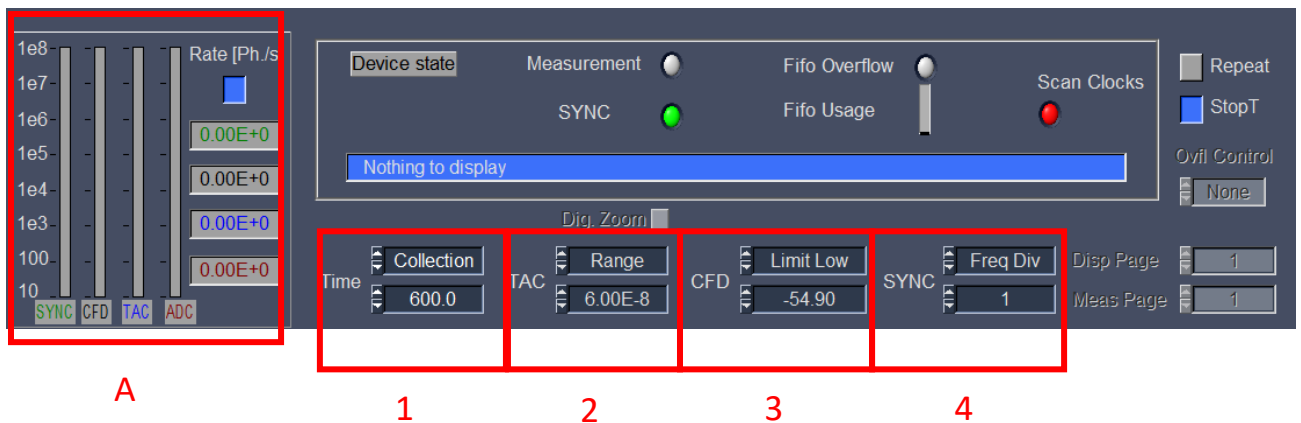 1e8
1e7
1e6
1e5
1e4
1e3
100
10
SYNC CFD TAC ADC
Rate [Ph./s
0.00E+0
0.00E+0
0.00E+0
0.00E+0
Device state
Measurement
SYNC
Fifo Overflow
Fifo Usage
Scan Clocks
Nothing to display
Repeat
StopT
Ovfl Control
None
Dig. Zoom
Time
Collection
600.0
TAC
Range
6.00E-8
CFD
Limit Low
-54.90
SYNC
Freq Div
1
Disp Page 1
Meas Page 1
A
1
2
3
4